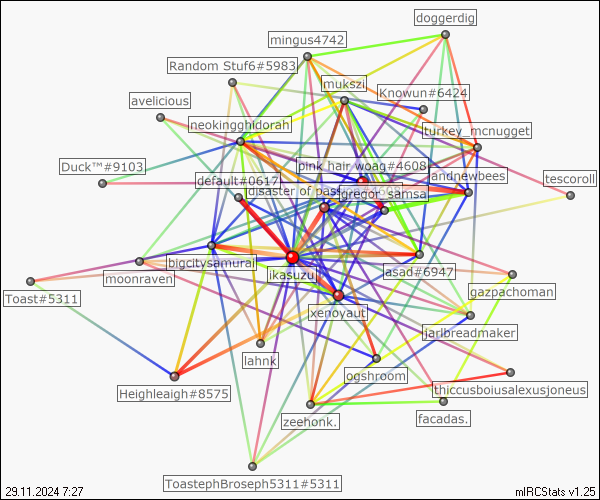 doggerdig
mingus4742
Random Stuf6#5983
mukszi
Knowun#6424
avelicious
neokingghidorah
turkey_mcnugget
Duck™#9103
pink hair woag#4608
default#0617
disaster of passion#4608
gregor_samsa
andnewbees
tescoroll
bigcitysamurai
moonraven
ikasuzu
asad#6947
gazpachoman
Toast#5311
xenoyaut
jarlbreadmaker
lahnk
ogshroom
Heighleaigh#8575
thiccusboiusalexusjoneus
zeehonk.
facadas.
ToastephBroseph5311#5311
29.11.2024 7:27
mIRCStats v1.25